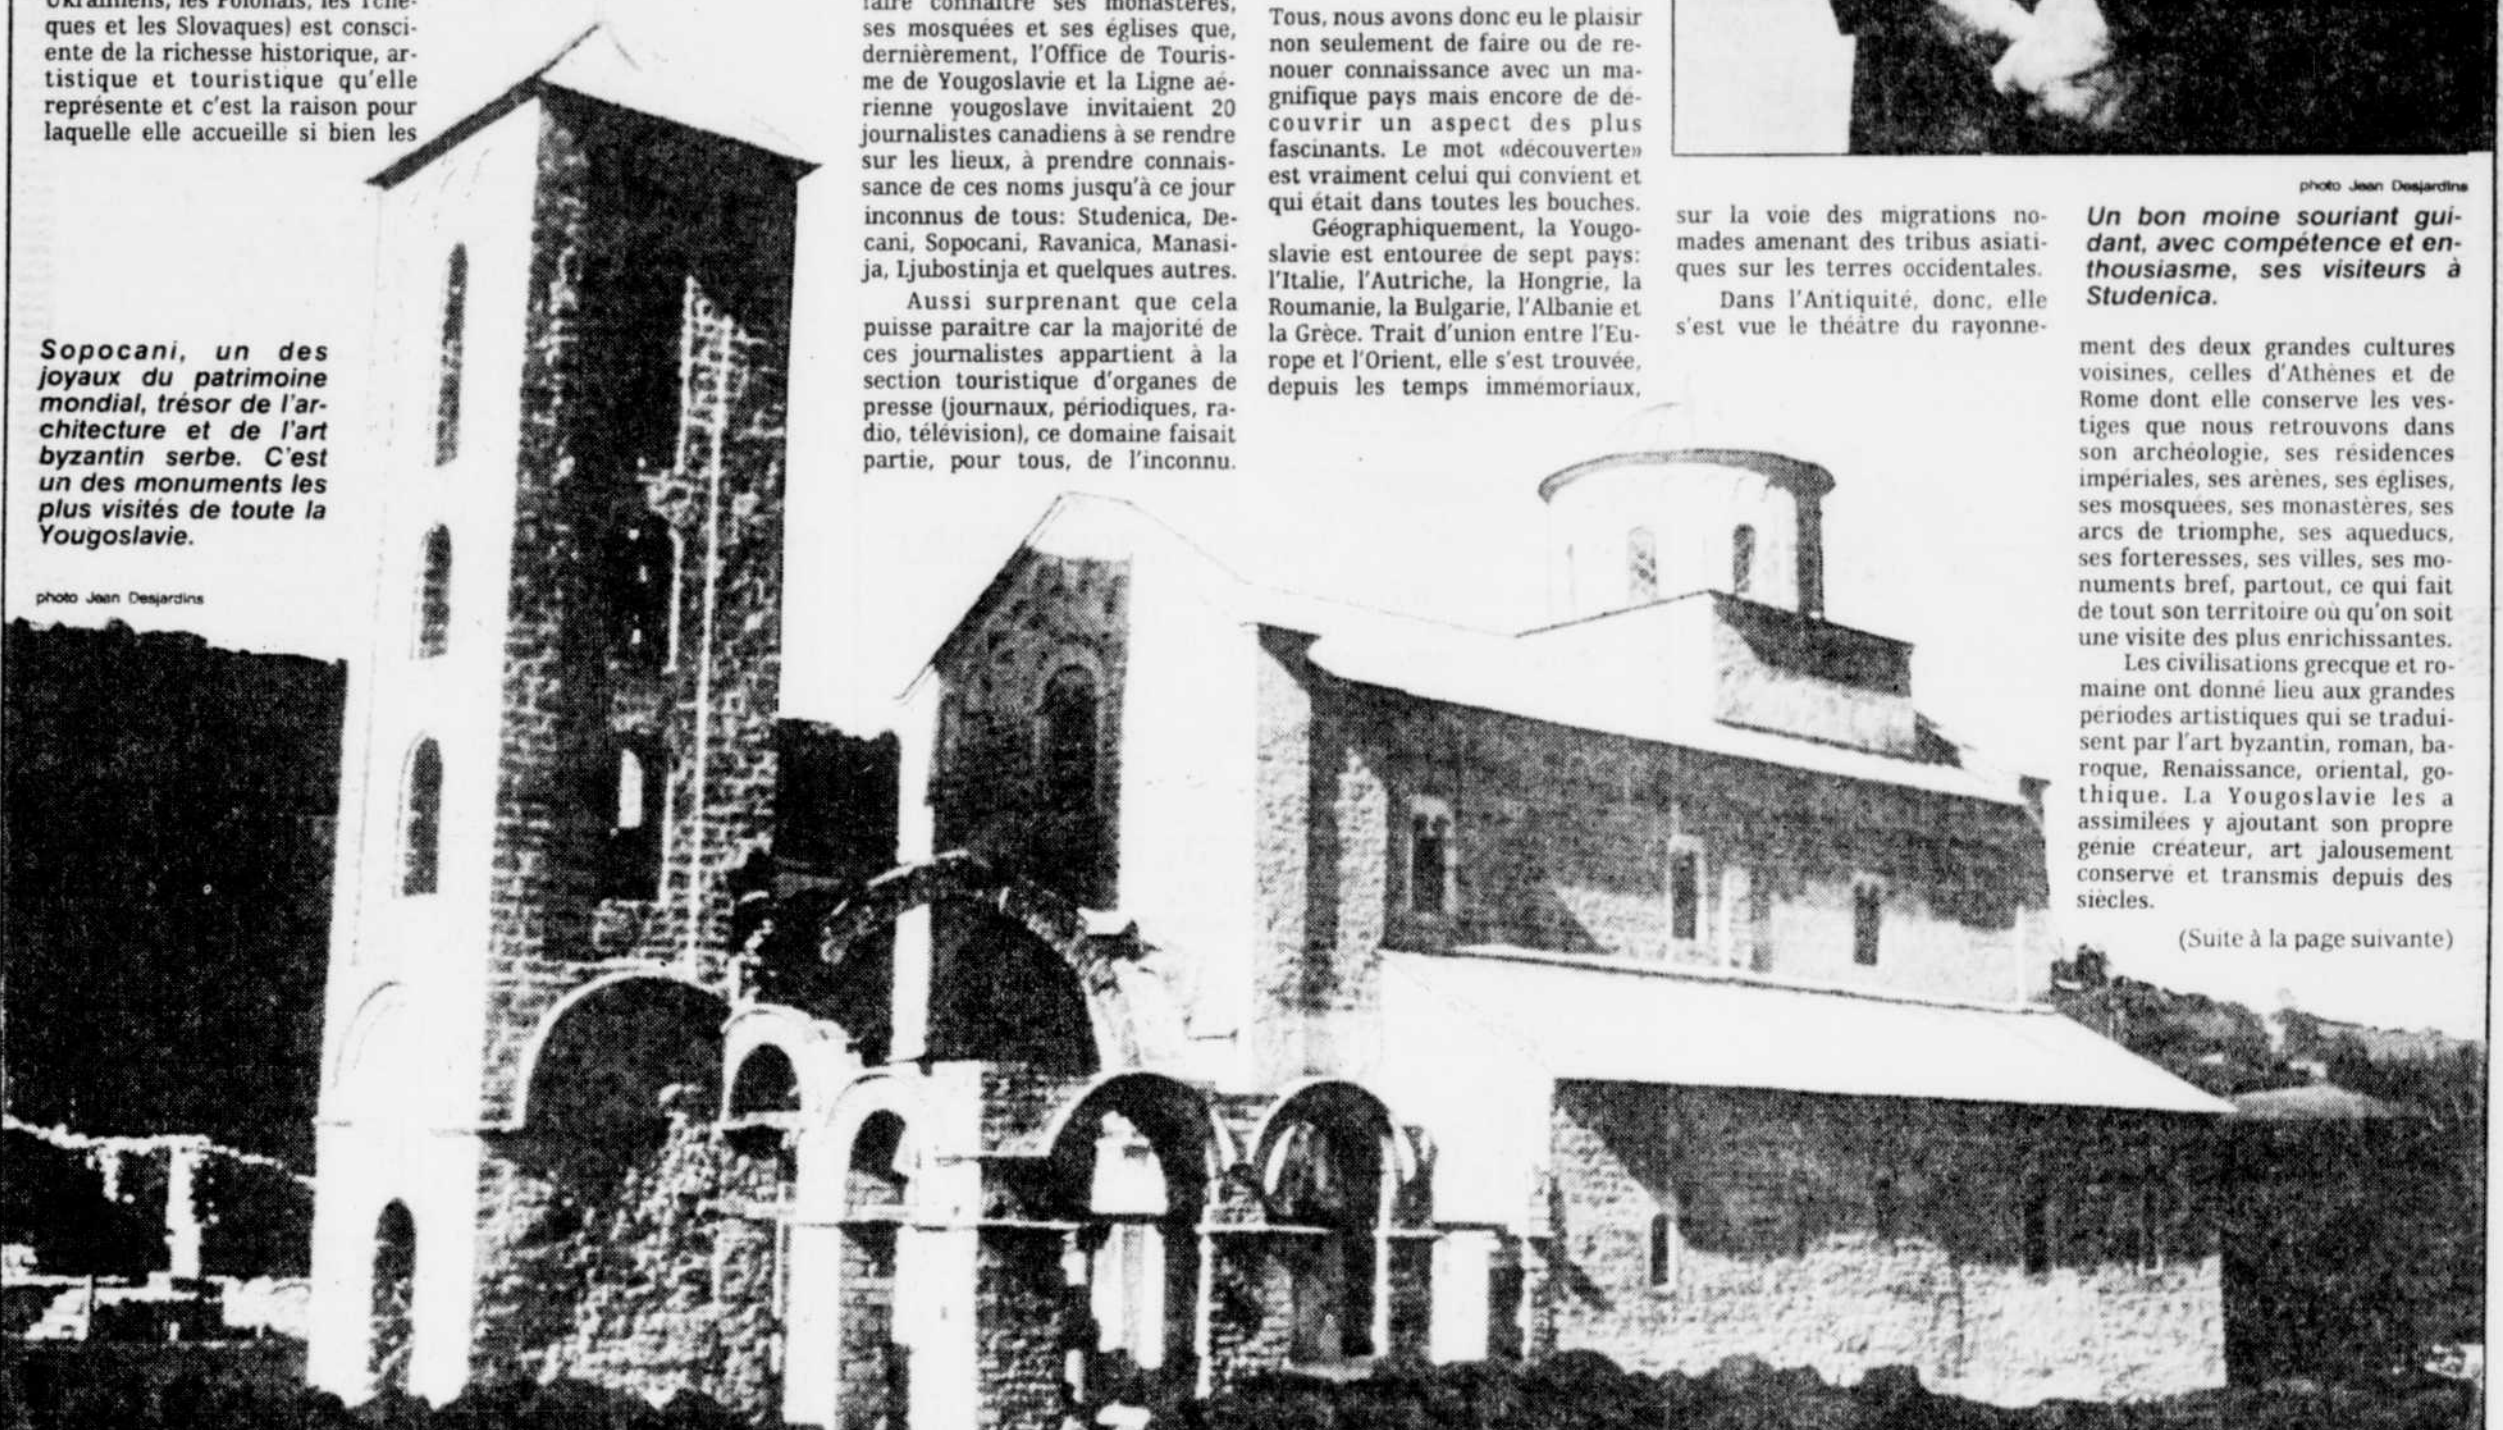 Ukrainiens, les Polonais, les Tchè-
ques et les Slovaques) est consci-
ente de la richesse historique, ar-
tistique et touristique qu'elle
représente et c'est la raison pour
laquelle elle accueille si bien les
Sopocani, un des
joyaux du patrimoine
mondial, trésor de l'ar-
chitecture et de l'art
byzantin serbe. C'est
un des monuments les
plus visités de toute la
Yougoslavie.
photo Jean Desjardins
faire connaître ses monastères,
ses mosquées et ses églises que,
dernièrement, l'Office de Touris-
me de Yougoslavie et la Ligne aé-
rienne yougoslave invitaient 20
journalistes canadiens à se rendre
sur les lieux, à prendre connais-
sance de ces noms jusqu'à ce jour
inconnus de tous: Studenica, De-
cani, Sopocani, Ravanica, Manasi-
ja, Ljubostinja et quelques autres.
Aussi surprenant que cela
puisse paraître car la majorité de
ces journalistes appartient à la
section touristique d'organes de
presse (journaux, périodiques, ra-
dio, télévision), ce domaine faisait
partie, pour tous, de l'inconnu.
Tous, nous avons donc eu le plaisir
non seulement de faire ou de re-
nouer connaissance avec un ma-
gnifique pays mais encore de dé-
couvrir un aspect des plus
fascinants. Le mot «découverte»
est vraiment celui qui convient et
qui était dans toutes les bouches.
Géographiquement, la Yougo-
slavie est entourée de sept pays:
l'Italie, l'Autriche, la Hongrie, la
Roumanie, la Bulgarie, l'Albanie et
la Grèce. Trait d'union entre l'Eu-
rope et l'Orient, elle s'est trouvée,
depuis les temps immémoriaux,
sur la voie des migrations no-
mades amenant des tribus asiati-
ques sur les terres occidentales.
Dans l'Antiquité, donc, elle
s'est vue le théâtre du rayonne-
photo Jean Desjardins
Un bon moine souriant gui-
dant, avec compétence et en-
thousiasme, ses visiteurs à
Studenica.
ment des deux grandes cultures
voisines, celles d'Athènes et de
Rome dont elle conserve les ves-
tiges que nous retrouvons dans
son archéologie, ses résidences
impériales, ses arènes, ses églises,
ses mosquées, ses monastères, ses
arcs de triomphe, ses aqueducs,
ses forteresses, ses villes, ses mo-
numents bref, partout, ce qui fait
de tout son territoire où qu'on soit
une visite des plus enrichissantes.
Les civilisations grecque et ro-
maine ont donné lieu aux grandes
périodes artistiques qui se tradui-
sent par l'art byzantin, roman, ba-
roque, Renaissance, oriental, go-
thique. La Yougoslavie les a
assimilées y ajoutant son propre
génie créateur, art jalousement
conservé et transmis depuis des
siècles.
(Suite à la page suivante)